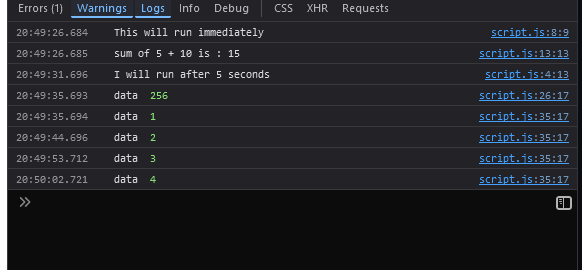 Errors (1) Warnings Logs Info Debug CSS XHR Requests
20:49:26.684 This will run immediately script.js:8:9
20:49:26.685 sum of 5 + 10 is : 15 script.js:13:13
20:49:31.696 I will run after 5 seconds script.js:4:13
20:49:35.693 data 256 script.js:26:17
20:49:35.694 data 1 script.js:35:17
20:49:44.696 data 2 script.js:35:17
20:49:53.712 data 3 script.js:35:17
20:50:02.721 data 4 script.js:35:17